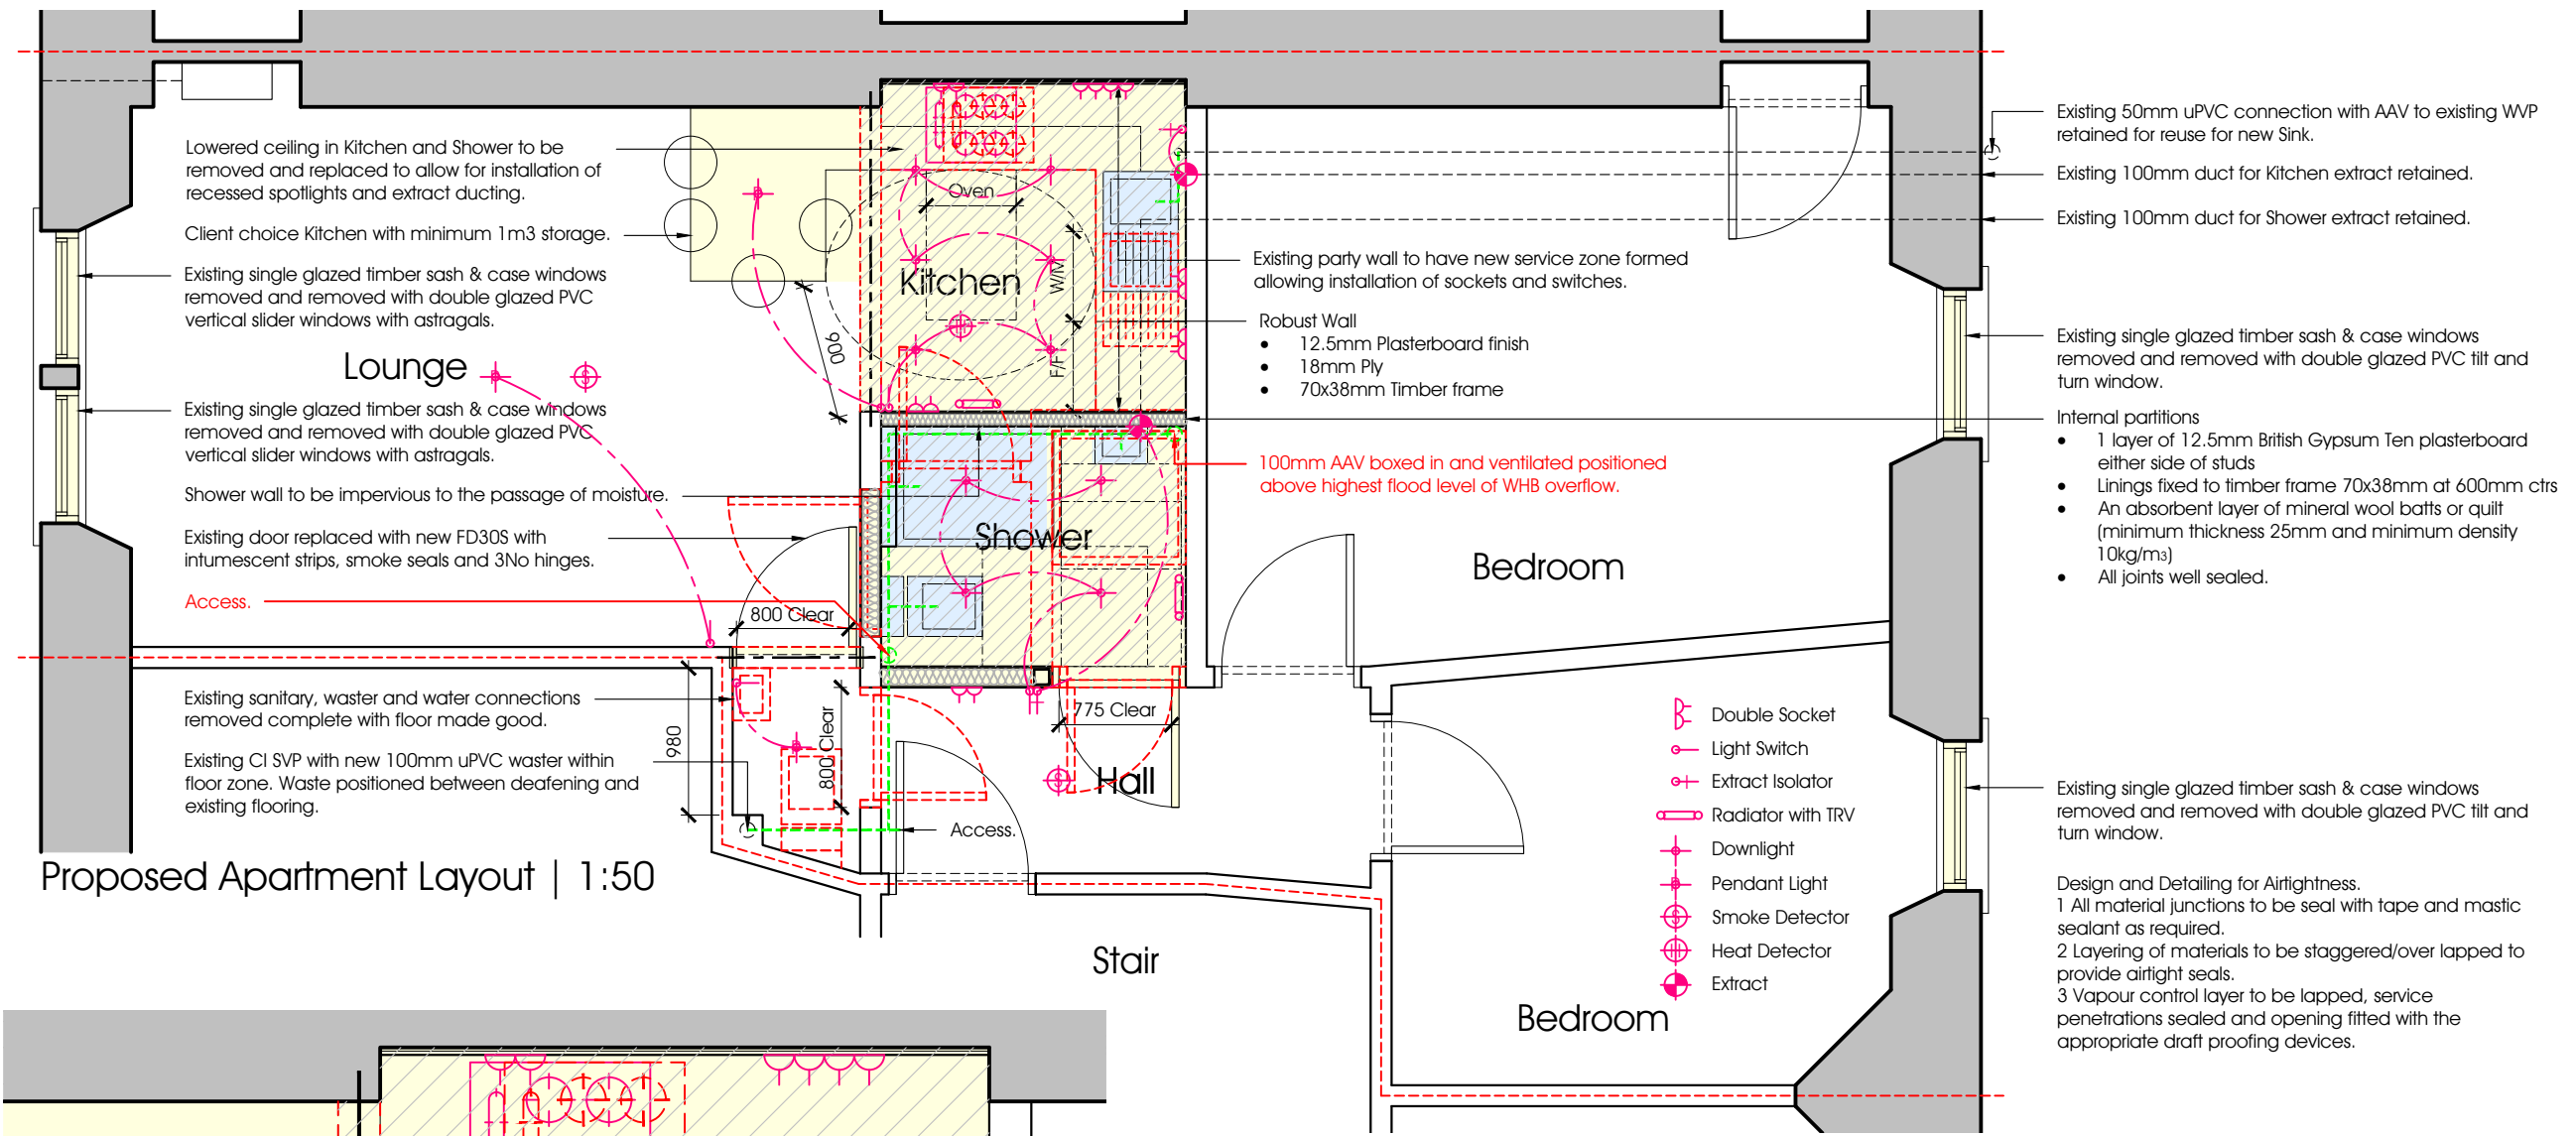 Lowered ceiling in Kitchen and Shower to be
removed and replaced to allow for installation of
recessed spotlights and extract ducting.
Client choice Kitchen with minimum 1m3 storage.
Existing single glazed timber sash & case windows
removed and removed with double glazed PVC
vertical slider windows with astragals.
Lounge
Existing single glazed timber sash & case windows
removed and removed with double glazed PVC
vertical slider windows with astragals.
Shower wall to be impervious to the passage of moisture.
Existing door replaced with new FD30S with
intumescent strips, smoke seals and 3No hinges.
Access.
800 Clear
Existing sanitary, waster and water connections
removed complete with floor made good.
Existing CI SVP with new 100mm uPVC waster within
floor zone. Waste positioned between deafening and
existing flooring.
980
800 Clear
Proposed Apartment Layout | 1:50
Oven
Kitchen
W/M
F/F
900
Shower
775 Clear
Hall
Access.
Stair
Existing party wall to have new service zone formed
allowing installation of sockets and switches.
Robust Wall
• 12.5mm Plasterboard finish
• 18mm Ply
• 70x38mm Timber frame
100mm AAV boxed in and ventilated positioned
above highest flood level of WHB overflow.
Bedroom
Double Socket
Light Switch
Extract Isolator
Radiator with TRV
Downlight
P
Pendant Light
S
Smoke Detector
H
Heat Detector
Extract
Bedroom
Existing 50mm uPVC connection with AAV to existing WVP
retained for reuse for new Sink.
Existing 100mm duct for Kitchen extract retained.
Existing 100mm duct for Shower extract retained.
Existing single glazed timber sash & case windows
removed and removed with double glazed PVC tilt and
turn window.
Internal partitions
• 1 layer of 12.5mm British Gypsum Ten plasterboard
either side of studs
• Linings fixed to timber frame 70x38mm at 600mm ctrs
• An absorbent layer of mineral wool batts or quilt
(minimum thickness 25mm and minimum density
10kg/m3)
• All joints well sealed.
Existing single glazed timber sash & case windows
removed and removed with double glazed PVC tilt and
turn window.
Design and Detailing for Airtightness.
1 All material junctions to be seal with tape and mastic
sealant as required.
2 Layering of materials to be staggered/over lapped to
provide airtight seals.
3 Vapour control layer to be lapped, service
penetrations sealed and opening fitted with the
appropriate draft proofing devices.